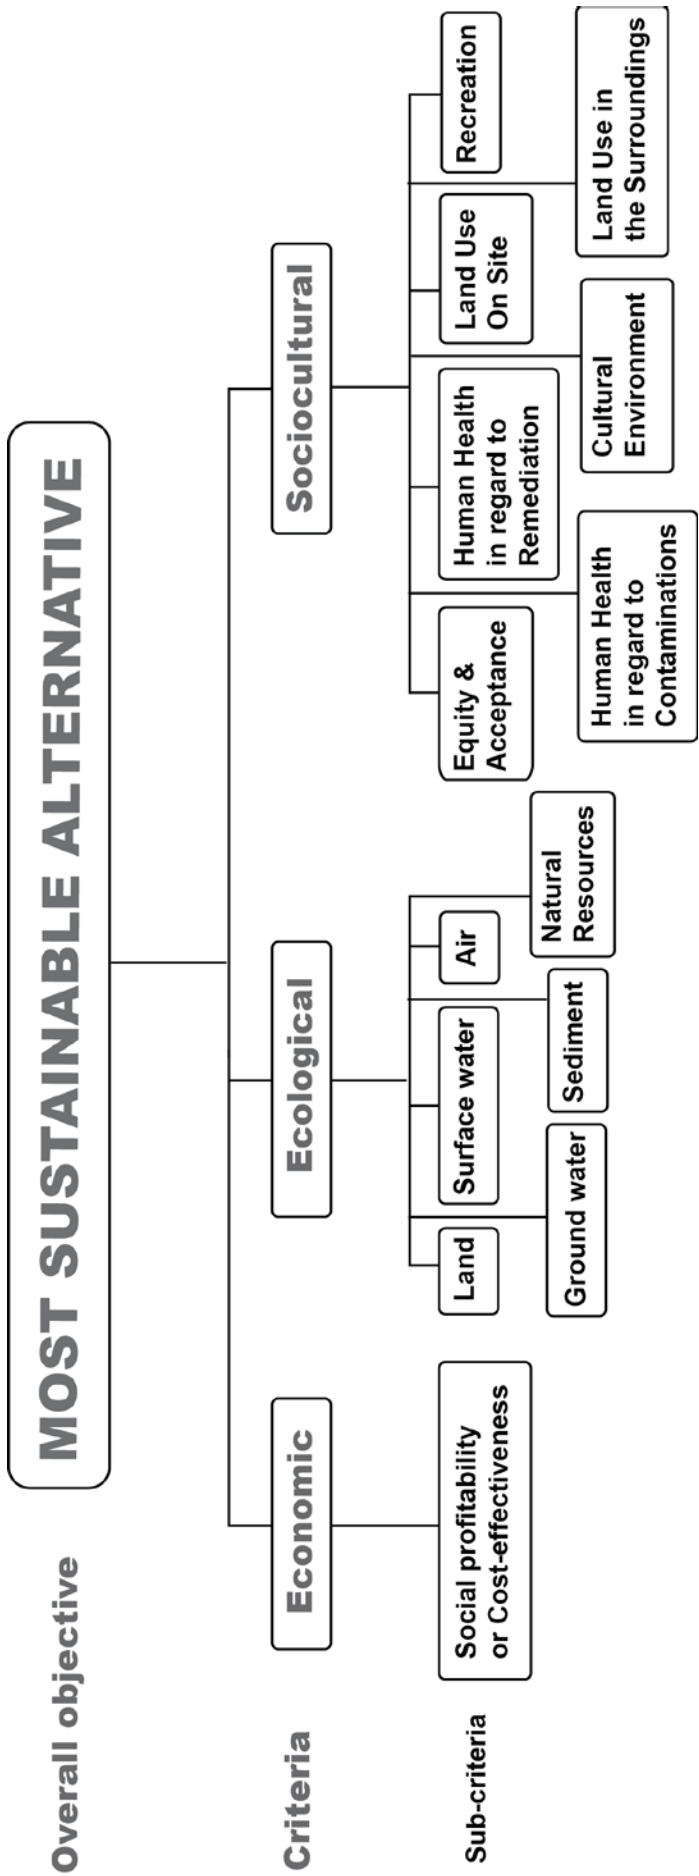 Overall objective
MOST SUSTAINABLE ALTERNATIVE
Criteria
Economic
Ecological
Sociocultural
Sub-criteria
Social profitability
or Cost-effectiveness
Land
Ground water
Surface water
Sediment
Air
Natural
Resources
Equity &
Acceptance
Human Health
in regard to
Contaminations
Human Health
in regard to
Remediation
Cultural
Environment
Land Use
On Site
Land Use in
the Surroundings
Recreation